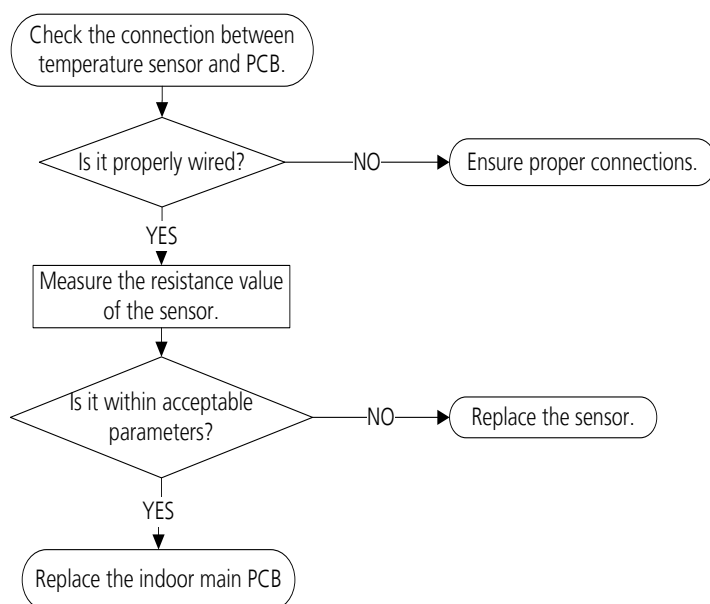 Check the connection between
temperature sensor and PCB.
Is it properly wired?
NO
Ensure proper connections.
YES
Measure the resistance value
of the sensor.
Is it within acceptable
parameters?
NO
Replace the sensor.
YES
Replace the indoor main PCB